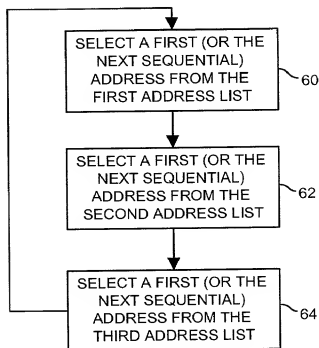 SELECT A FIRST (OR THE
NEXT SEQUENTIAL)
ADDRESS FROM THE
FIRST ADDRESS LIST
60
SELECT A FIRST (OR THE
NEXT SEQUENTIAL)
ADDRESS FROM THE
SECOND ADDRESS LIST
62
SELECT A FIRST (OR THE
NEXT SEQUENTIAL)
ADDRESS FROM THE
THIRD ADDRESS LIST
64